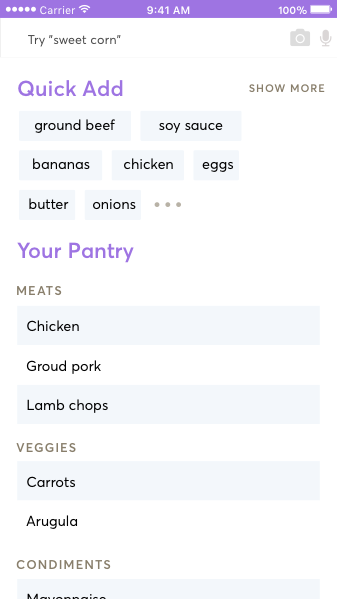 Carrier 9:41 AM 100%
Try "sweet corn"
Quick Add SHOW MORE
ground beef soy sauce
bananas chicken eggs
butter onions •••
Your Pantry
MEATS
Chicken
Groud pork
Lamb chops
VEGGIES
Carrots
Arugula
CONDIMENTS
Mayonnaise